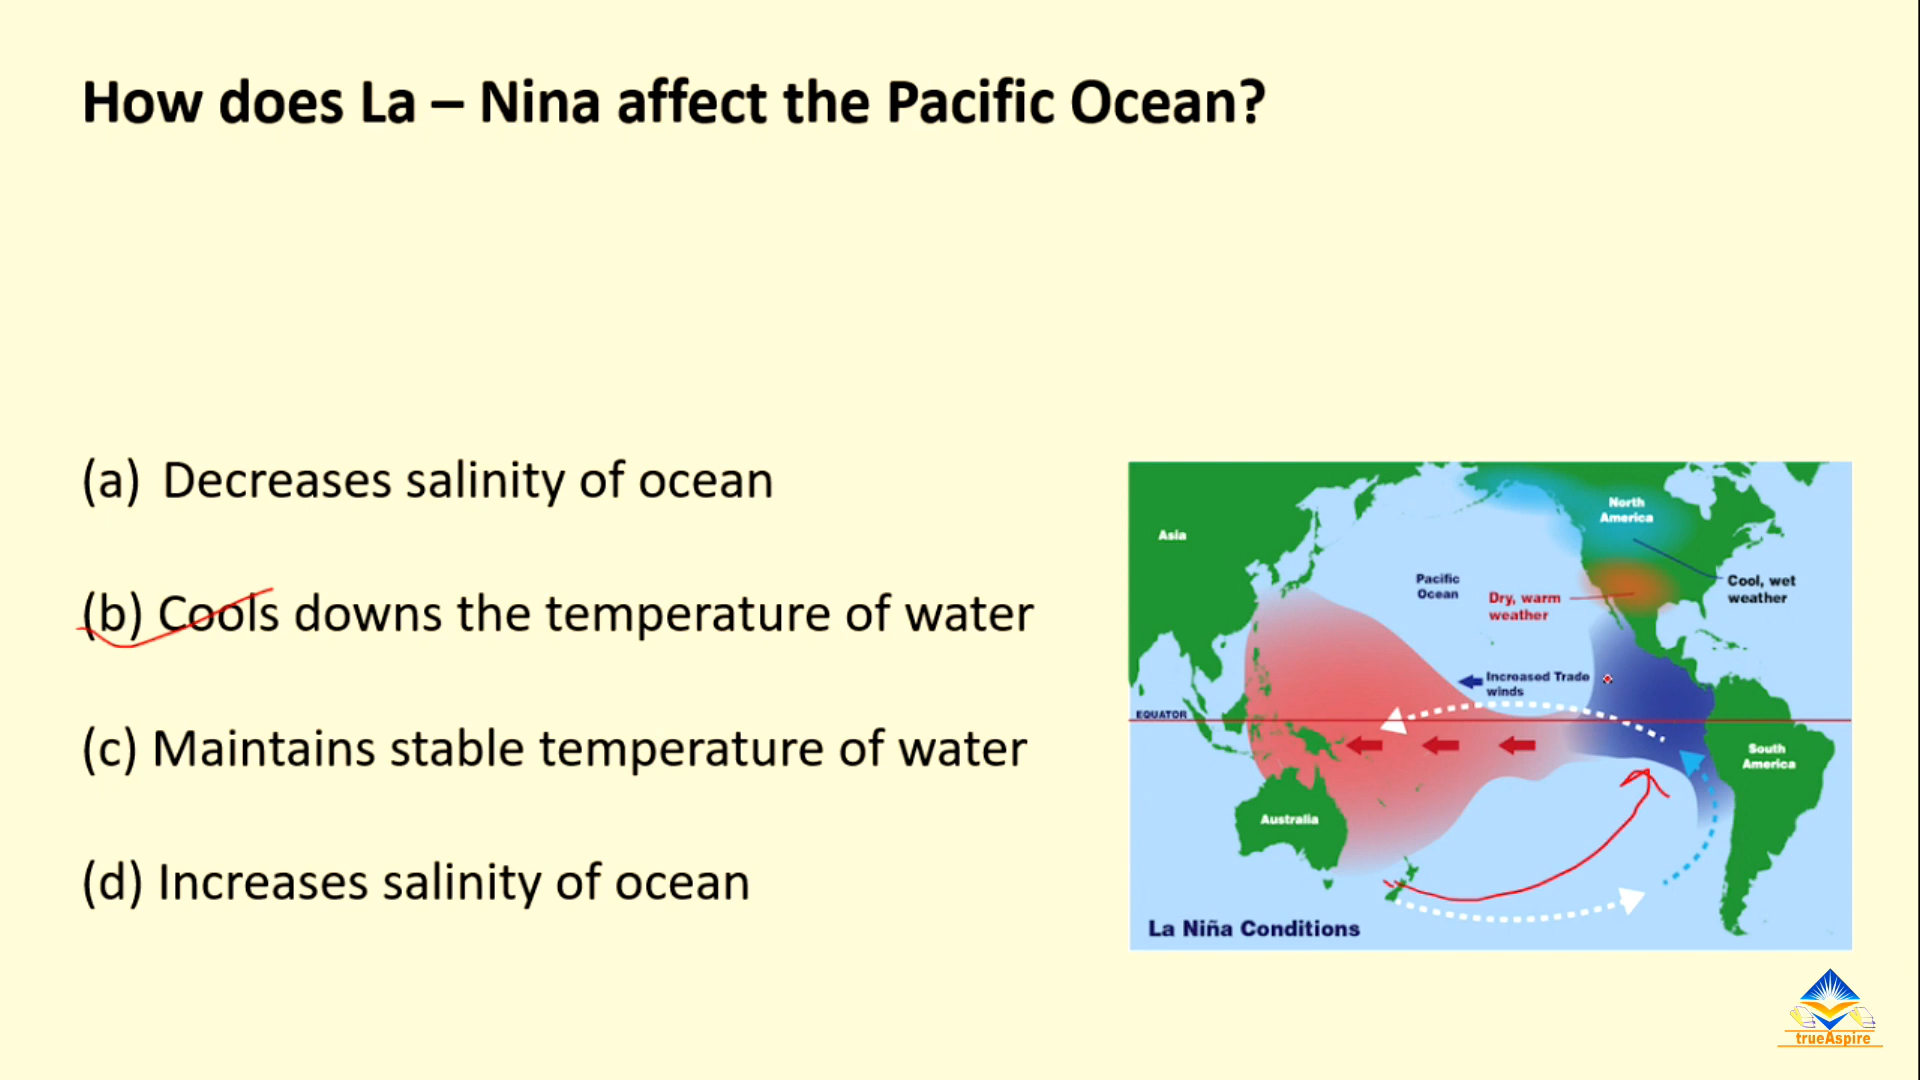 How does La – Nina affect the Pacific Ocean?
(a) Decreases salinity of ocean
(b) Cools downs the temperature of water
(c) Maintains stable temperature of water
(d) Increases salinity of ocean
Asia
North
America
Pacific
Ocean
Dry, warm
weather
Cool, wet
weather
Increased Trade
winds
EQUATOR
South
America
Australia
La Niña Conditions
trueAspire